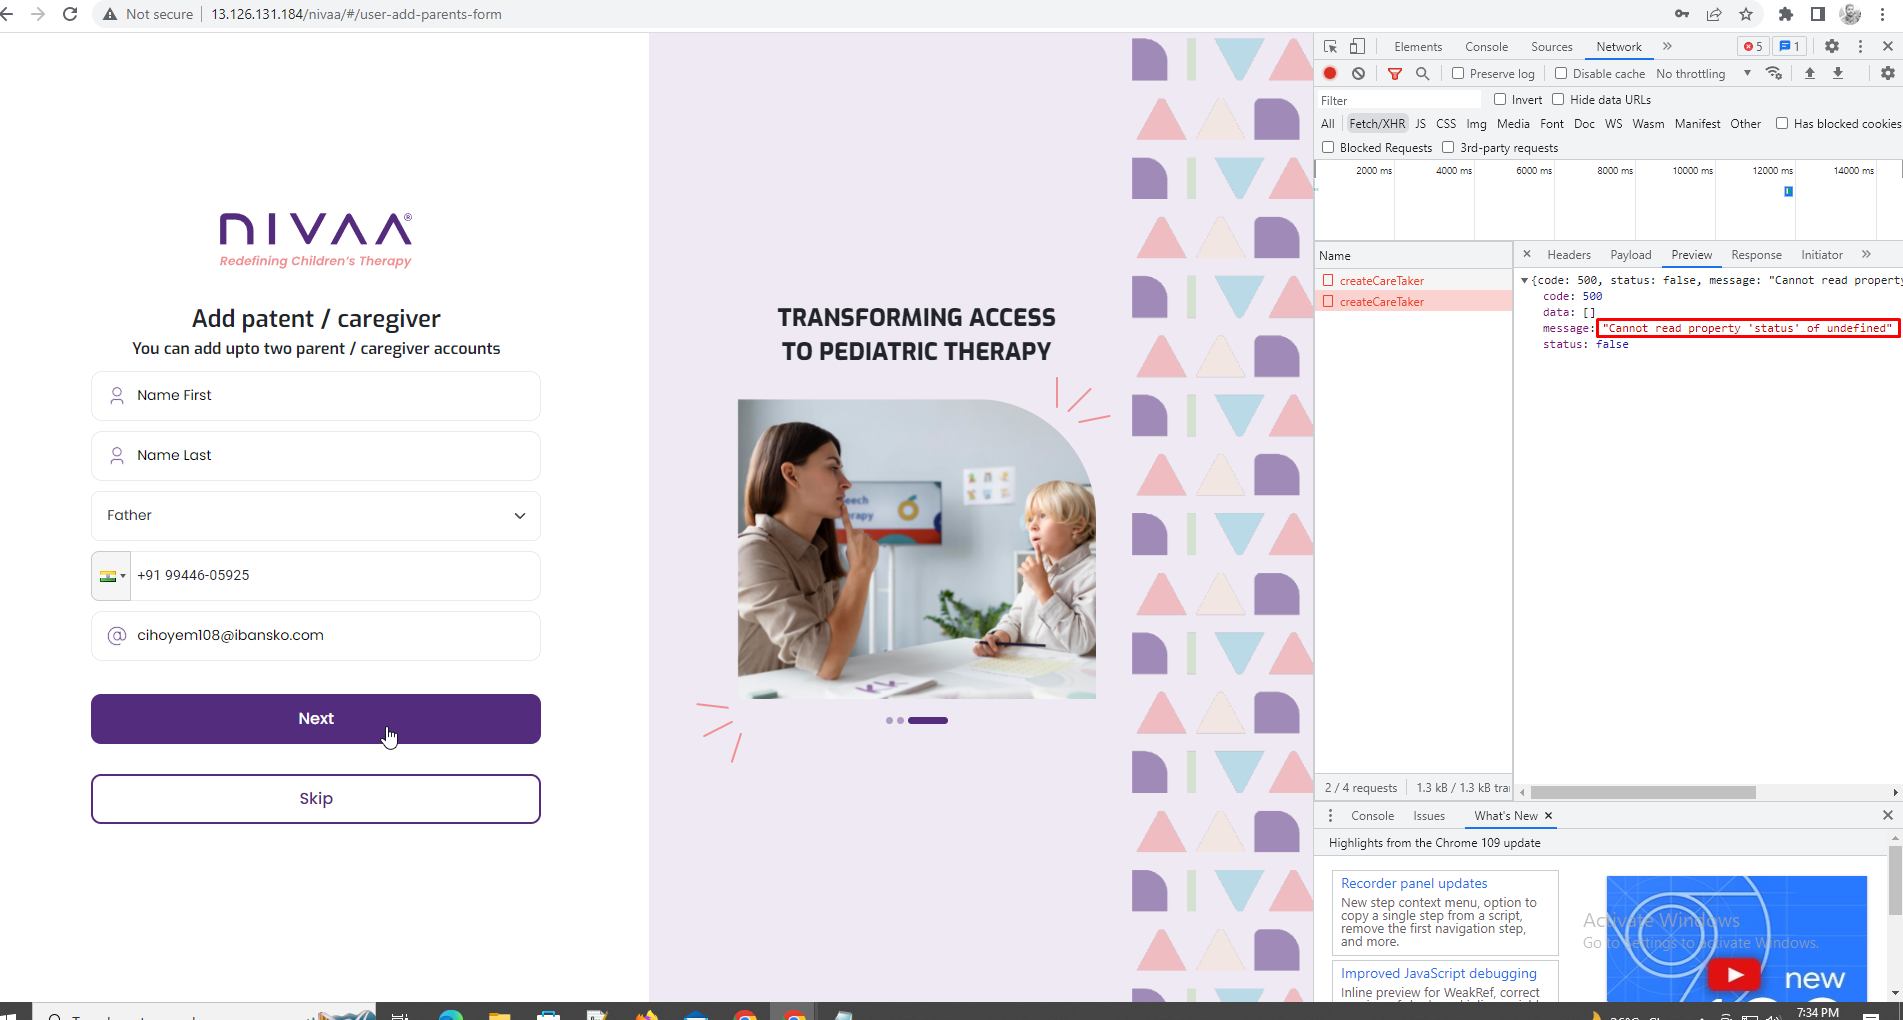 Not secure
13.126.131.184/nivaa/#/user-add-parents-form
NIVAA®
Redefining Children's Therapy
Add patent / caregiver
You can add upto two parent / caregiver accounts
Name First
Name Last
Father
+91 99446-05925
@ cihoyem108@ibansko.com
Next
Skip
TRANSFORMING ACCESS
TO PEDIATRIC THERAPY
Elements Console Sources Network » 5 1
Preserve log Disable cache No throttling
Filter Invert Hide data URLs
All Fetch/XHR JS CSS Img Media Font Doc WS Wasm Manifest Other Has blocked cookies
Blocked Requests 3rd-party requests
2000 ms 4000 ms 6000 ms 8000 ms 10000 ms 12000 ms 14000 ms
Name
createCareTaker
createCareTaker
× Headers Payload Preview Response Initiator »
{code: 500, status: false, message: "Cannot read property
code: 500
data: []
message: "Cannot read property 'status' of undefined"
status: false
2 / 4 requests 1.3 kB / 1.3 kB tra
Console Issues What's New ×
Highlights from the Chrome 109 update
Recorder panel updates
New step context menu, option to
copy a single step from a script,
remove the first navigation step,
and more.
Improved JavaScript debugging
Inline preview for WeakRef, correct
Activate Windows
Go to Settings to activate Windows.
new
7:34 PM